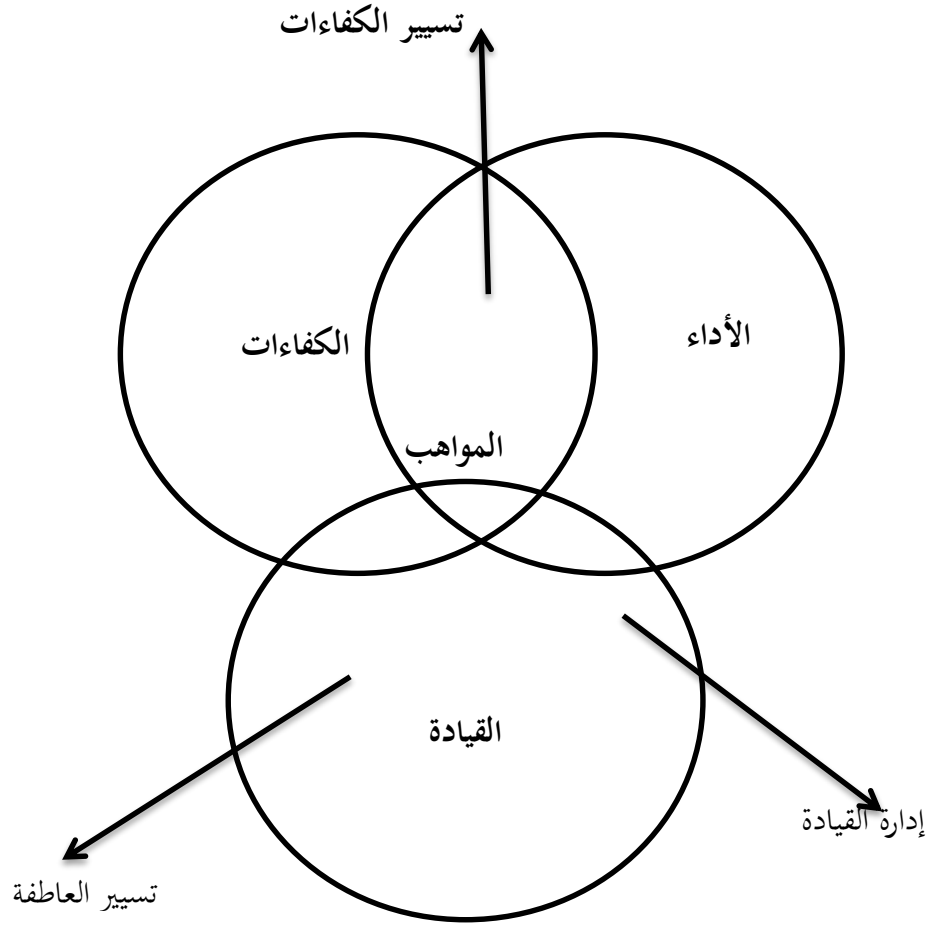 تسيير الكفاءات
الأداء
الكفاءات
المواهب
القيادة
إدارة القيادة
تسيير العاطفة